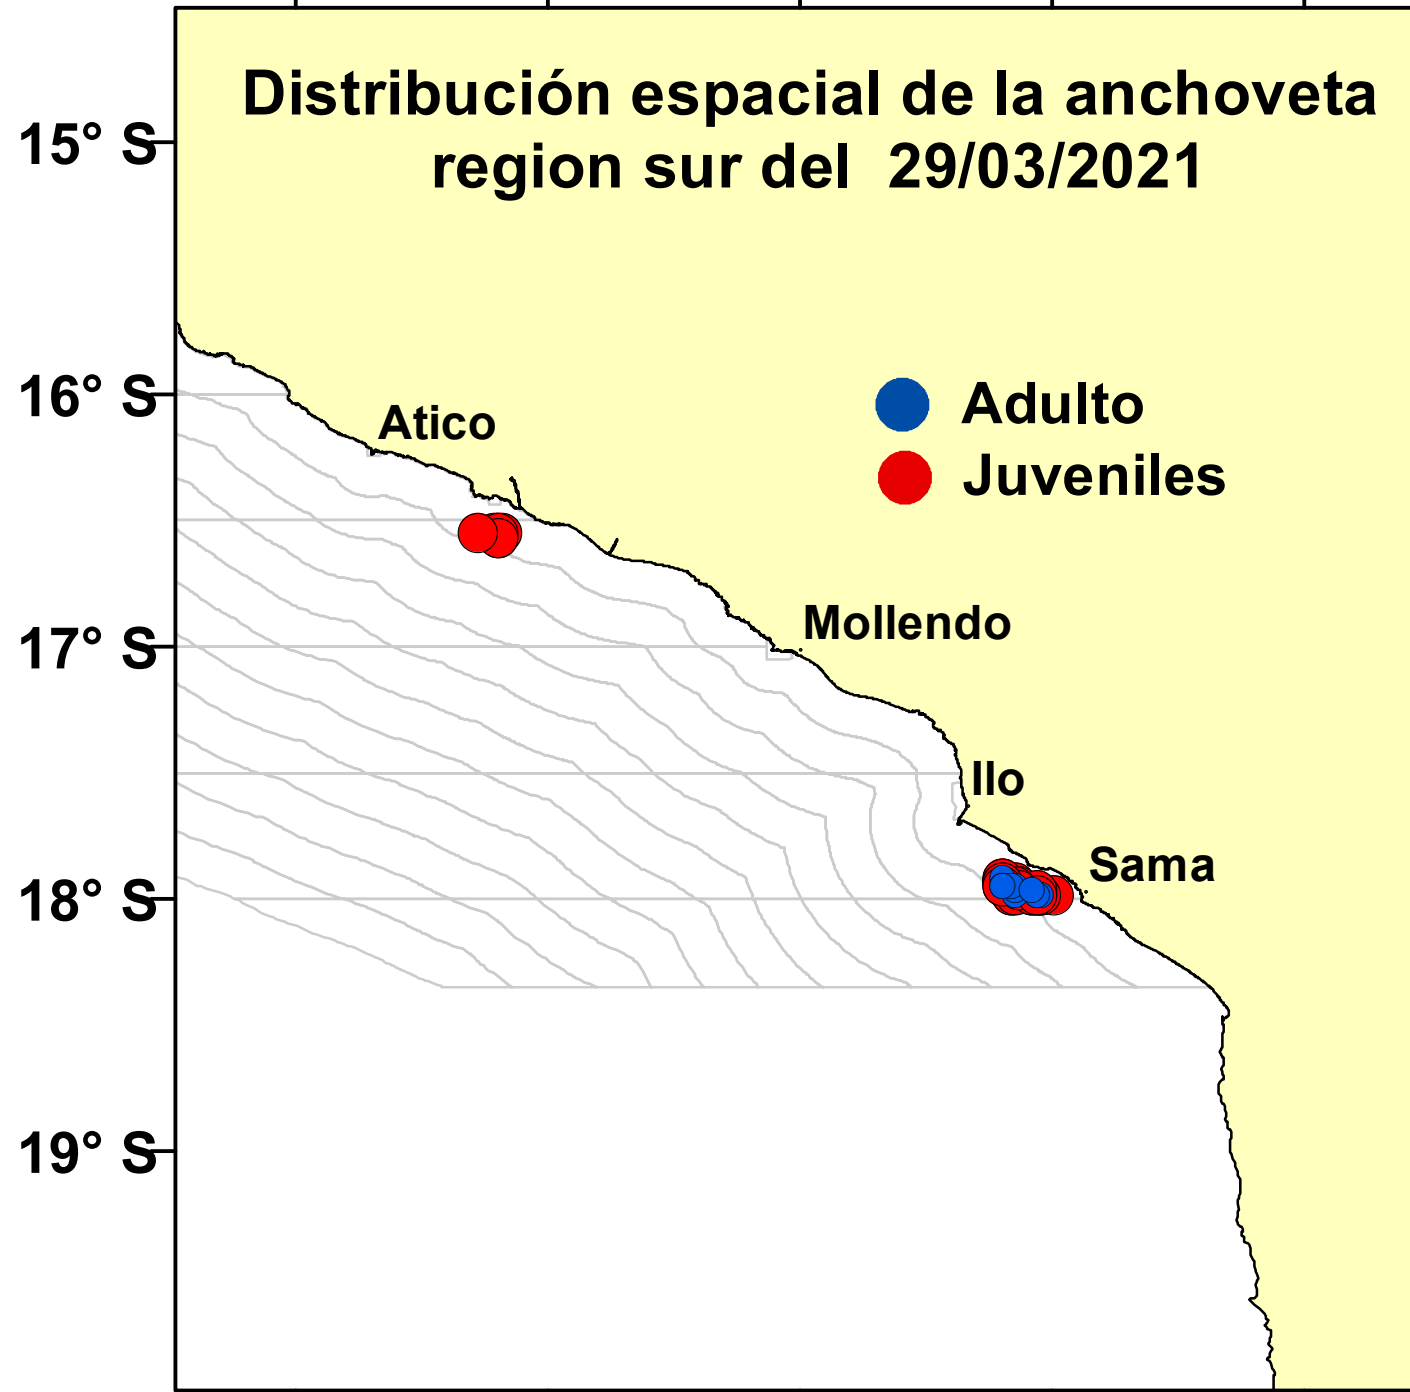 Distribución espacial de la anchoveta
region sur del 29/03/2021
15° S
16° S
Adulto
Atico
Juveniles
Mollendo
17° S
Ilo
Sama
18° S
19° S